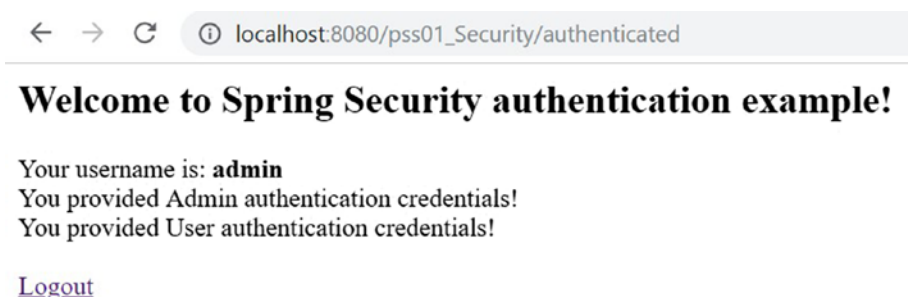 localhost:8080/pss01_Security/authenticated
Welcome to Spring Security authentication example!
Your username is: admin
You provided Admin authentication credentials!
You provided User authentication credentials!
Logout